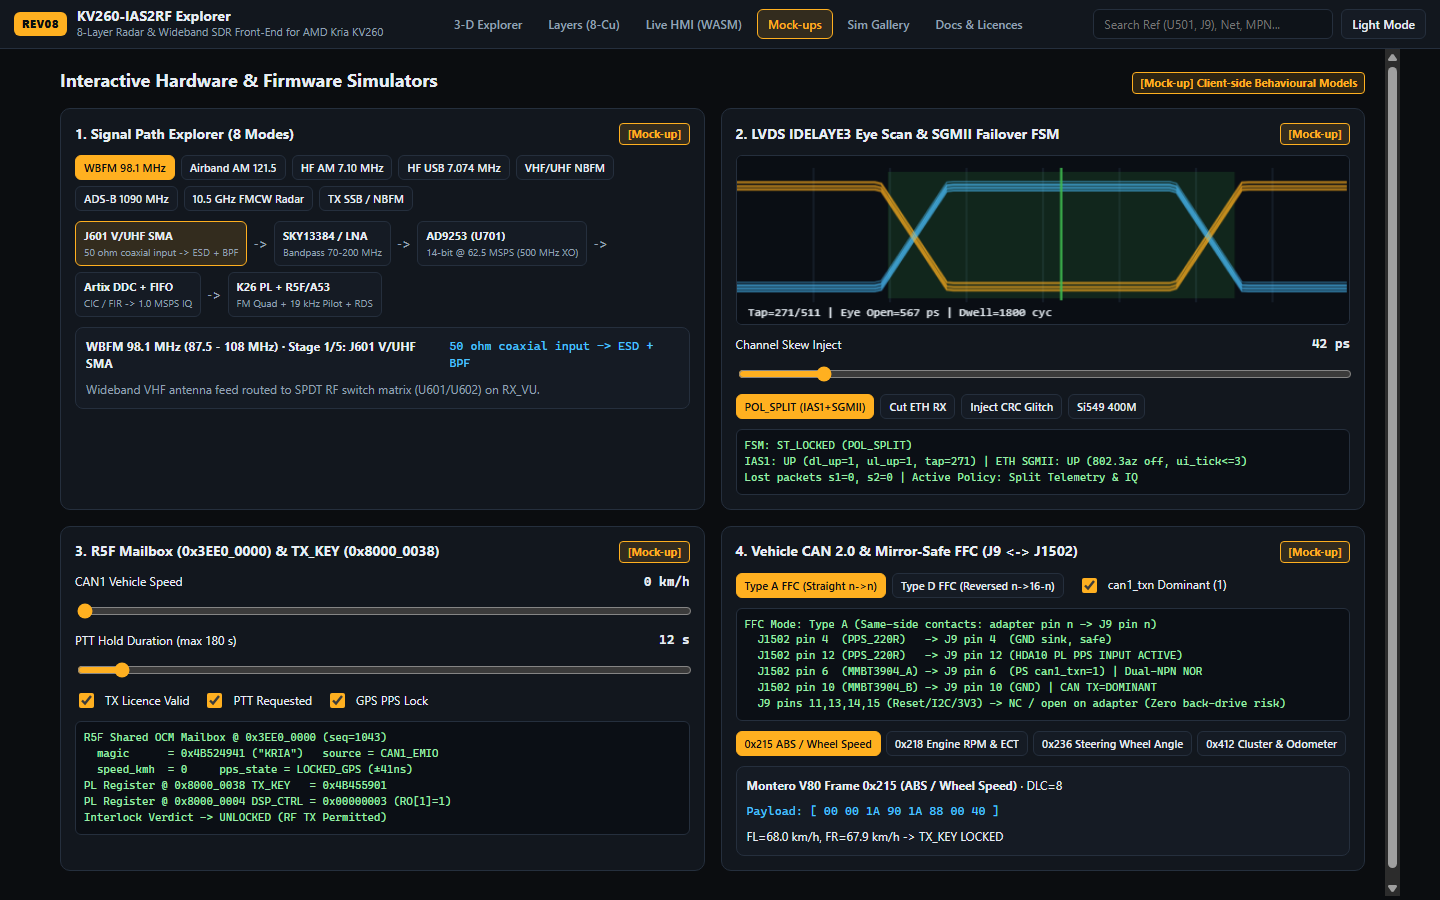 REV08
KV260-IAS2RF Explorer
8-Layer Radar & Wideband SDR Front-End for AMD Kria KV260
3-D Explorer
Layers (8-Cu)
Live HMI (WASM)
Mock-ups
Sim Gallery
Docs & Licences
Search Ref (U501, J9), Net, MPN...
Light Mode
Interactive Hardware & Firmware Simulators
[Mock-up] Client-side Behavioural Models
1. Signal Path Explorer (8 Modes)
[Mock-up]
WBFM 98.1 MHz
Airband AM 121.5
HF AM 7.10 MHz
HF USB 7.074 MHz
VHF/UHF NBFM
ADS-B 1090 MHz
10.5 GHz FMCW Radar
TX SSB / NBFM
J601 V/UHF SMA
50 ohm coaxial input -> ESD + BPF
->
SKY13384 / LNA
Bandpass 70-200 MHz
->
AD9253 (U701)
14-bit @ 62.5 MSPS (500 MHz XO)
->
Artix DDC + FIFO
CIC / FIR -> 1.0 MSPS IQ
->
K26 PL + R5F/A53
FM Quad + 19 kHz Pilot + RDS
WBFM 98.1 MHz (87.5 - 108 MHz) · Stage 1/5: J601 V/UHF
SMA
50 ohm coaxial input -> ESD +
BPF
Wideband VHF antenna feed routed to SPDT RF switch matrix (U601/U602) on RX_VU.
2. LVDS IDELAYE3 Eye Scan & SGMII Failover FSM
[Mock-up]
Tap=271/511 | Eye Open=567 ps | Dwell=1800 cyc
Channel Skew Inject
42 ps
POL_SPLIT (IAS1+SGMII)
Cut ETH RX
Inject CRC Glitch
Si549 400M
FSM: ST_LOCKED (POL_SPLIT)
IAS1: UP (dl_up=1, ul_up=1, tap=271) | ETH SGMII: UP (802.3az off, ui_tick<=3)
Lost packets s1=0, s2=0 | Active Policy: Split Telemetry & IQ
3. R5F Mailbox (0x3EE0_0000) & TX_KEY (0x8000_0038)
[Mock-up]
CAN1 Vehicle Speed
0 km/h
PTT Hold Duration (max 180 s)
12 s
TX Licence Valid
PTT Requested
GPS PPS Lock
R5F Shared OCM Mailbox @ 0x3EE0_0000 (seq=1043)
magic = 0x4B524941 ("KRIA") source = CAN1_EMIO
speed_kmh = 0 pps_state = LOCKED_GPS (±41ns)
PL Register @ 0x8000_0038 TX_KEY = 0x4B455901
PL Register @ 0x8000_0004 DSP_CTRL = 0x00000003 (RO[1]=1)
Interlock Verdict -> UNLOCKED (RF TX Permitted)
4. Vehicle CAN 2.0 & Mirror-Safe FFC (J9 <-> J1502)
[Mock-up]
Type A FFC (Straight n->n)
Type D FFC (Reversed n->16-n)
can1_txn Dominant (1)
FFC Mode: Type A (Same-side contacts: adapter pin n -> J9 pin n)
J1502 pin 4 (PPS_220R) -> J9 pin 4 (GND sink, safe)
J1502 pin 12 (PPS_220R) -> J9 pin 12 (HDA10 PL PPS INPUT ACTIVE)
J1502 pin 6 (MMBT3904_A) -> J9 pin 6 (PS can1_txn=1) | Dual-NPN NOR
J1502 pin 10 (MMBT3904_B) -> J9 pin 10 (GND) | CAN TX=DOMINANT
J9 pins 11,13,14,15 (Reset/I2C/3V3) -> NC / open on adapter (Zero back-drive risk)
0x215 ABS / Wheel Speed
0x218 Engine RPM & ECT
0x236 Steering Wheel Angle
0x412 Cluster & Odometer
Montero V80 Frame 0x215 (ABS / Wheel Speed) · DLC=8
Payload: [ 00 00 1A 90 1A 88 00 40 ]
FL=68.0 km/h, FR=67.9 km/h -> TX_KEY LOCKED